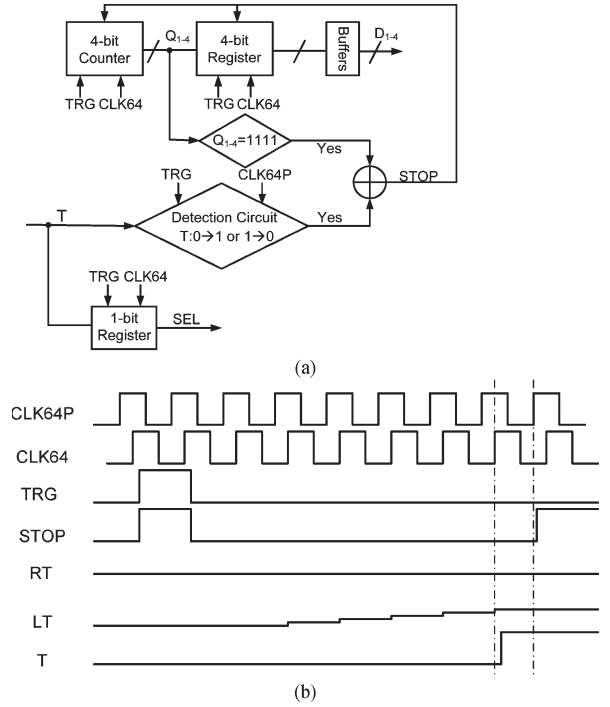 4-bit
Counter
Q1-4
4-bit
Register
Buffers
D1-4
TRG CLK64
TRG CLK64
Q1-4=1111
Yes
TRG
CLK64P
STOP
T
Detection Circuit
T:0→1 or 1→0
Yes
TRG CLK64
1-bit
Register
SEL
(a)
CLK64P
CLK64
TRG
STOP
RT
LT
T
(b)